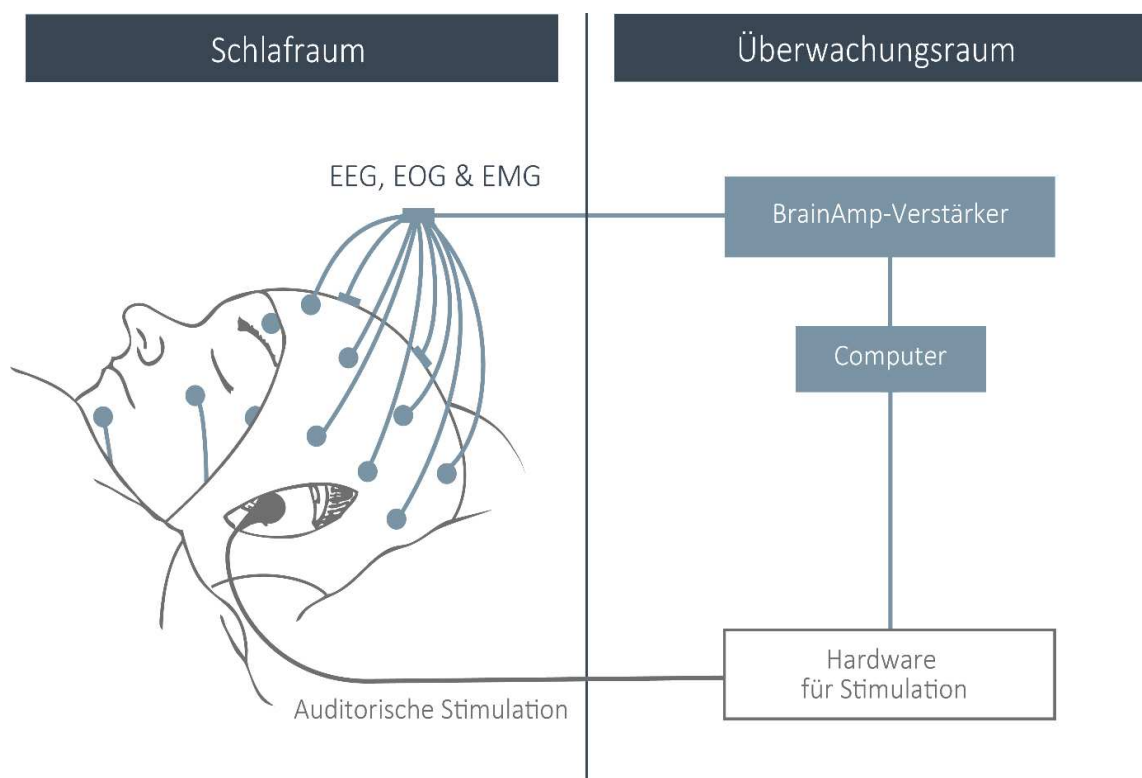 Schlafraum
Überwachungsraum
EEG, EOG & EMG
BrainAmp-Verstärker
Computer
Hardware
für Stimulation
Auditorische Stimulation